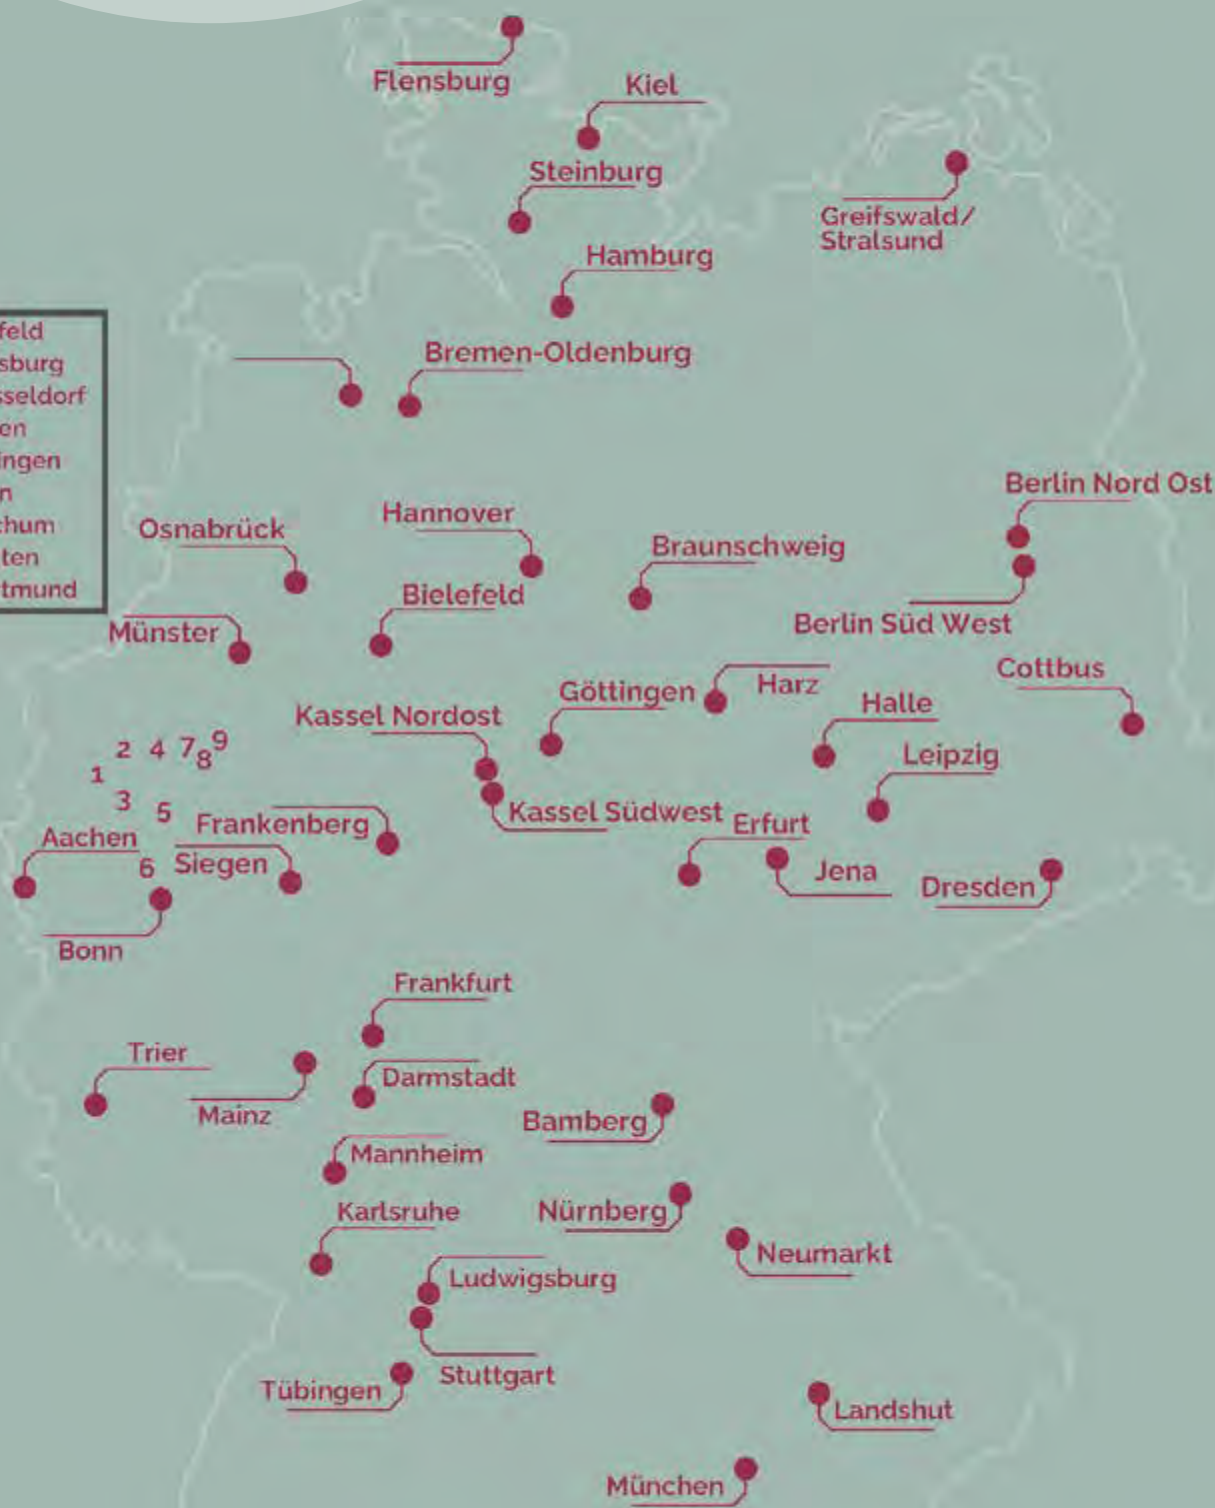 Flensburg
Kiel
Steinburg
Greifswald/
Stralsund
Hamburg
feld
sburg
sseldorf
en
ingen
n
chum
ten
tmund
Bremen-Oldenburg
Berlin Nord Ost
Hannover
Osnabrück
Braunschweig
Bielefeld
Berlin Süd West
Münster
Cottbus
Göttingen
Harz
Halle
Kassel Nordost
2 4 7 8 9
1
Leipzig
3 5
Kassel Südwest
Frankenberg
Erfurt
Aachen
6
Siegen
Jena
Dresden
Bonn
Frankfurt
Trier
Darmstadt
Mainz
Bamberg
Mannheim
Karlsruhe
Nürnberg
Neumarkt
Ludwigsburg
Stuttgart
Tübingen
Landshut
München